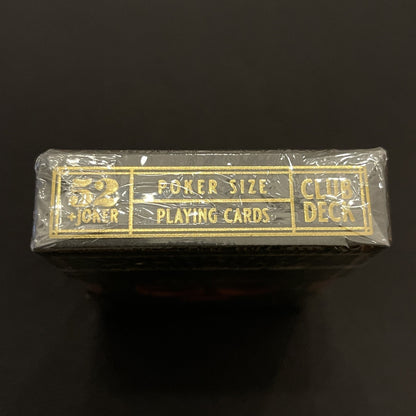 52
+JOKER
POKER SIZE
PLAYING CARDS
CLUB
DECK